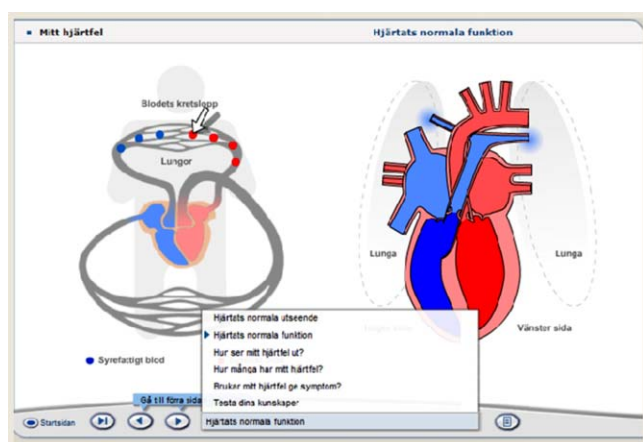 Mitt hjärtfel
Hjärtats normala funktion
Blodets kretslopp
Lungor
Lunga
Lunga
Vänster sida
Syrefattigt blod
Hjärtats normala utseende
Hjärtats normala funktion
Hur ser mitt hjärtfel ut?
Hur många har mitt härtfel?
Brukar mitt hjärtfel ge symptom?
Testa dina kunskaper
Gå till förra sida
Startsidan
Hjärtats normala funktion